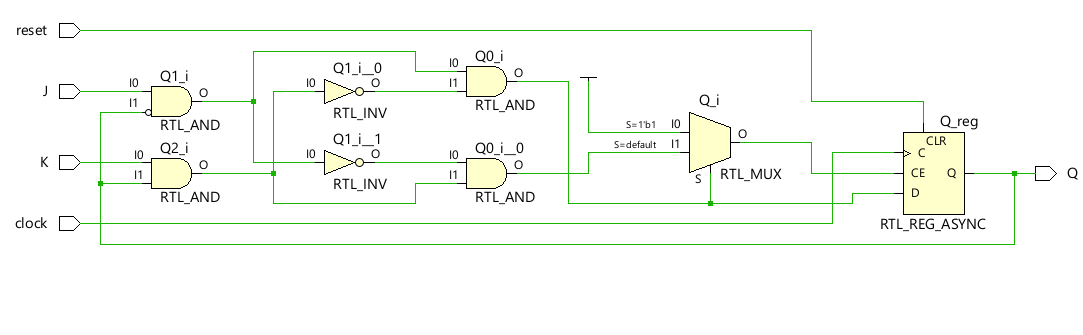 reset
J
K
clock
I0
I1
Q1_i
O
RTL_AND
I0
I1
Q2_i
O
RTL_AND
Q1_i__0
I0
O
RTL_INV
Q1_i__1
I0
O
RTL_INV
Q0_i
I0
I1
O
RTL_AND
Q0_i__0
I0
I1
O
RTL_AND
Q_i
S=1'b1
I0
S=default
I1
O
S
RTL_MUX
Q_reg
CLR
C
CE
D
Q
RTL_REG_ASYNC
Q